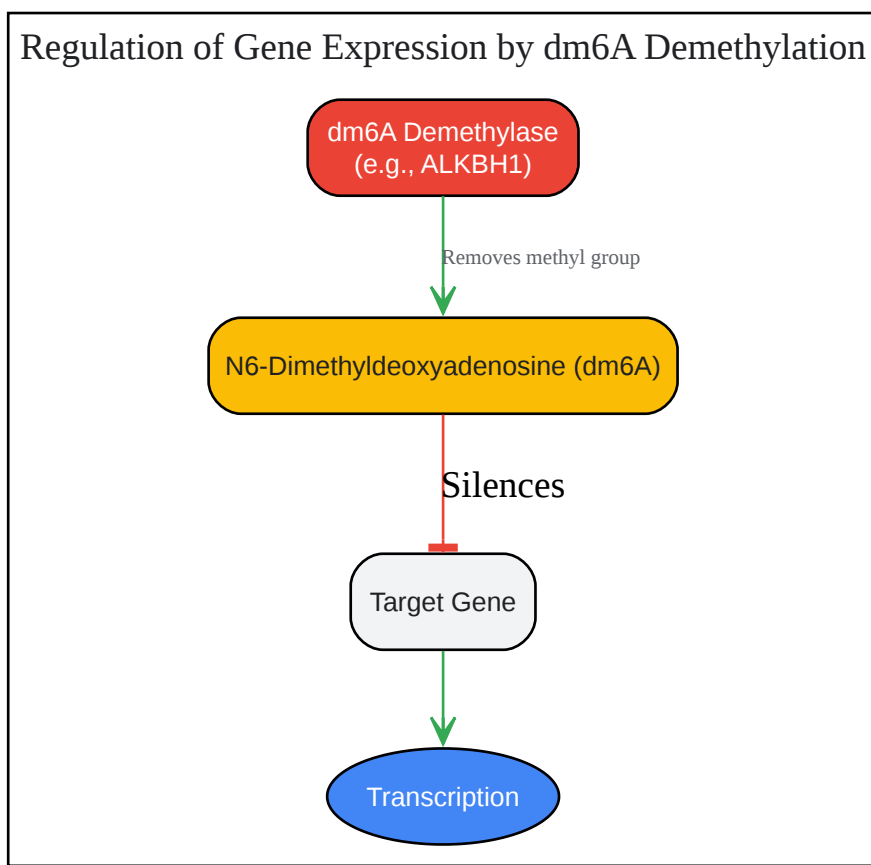 Regulation of Gene Expression by dm6A Demethylation
dm6A Demethylase
(e.g., ALKBH1)
Removes methyl group
N6-Dimethyldeoxyadenosine (dm6A)
Silences
Target Gene
Transcription